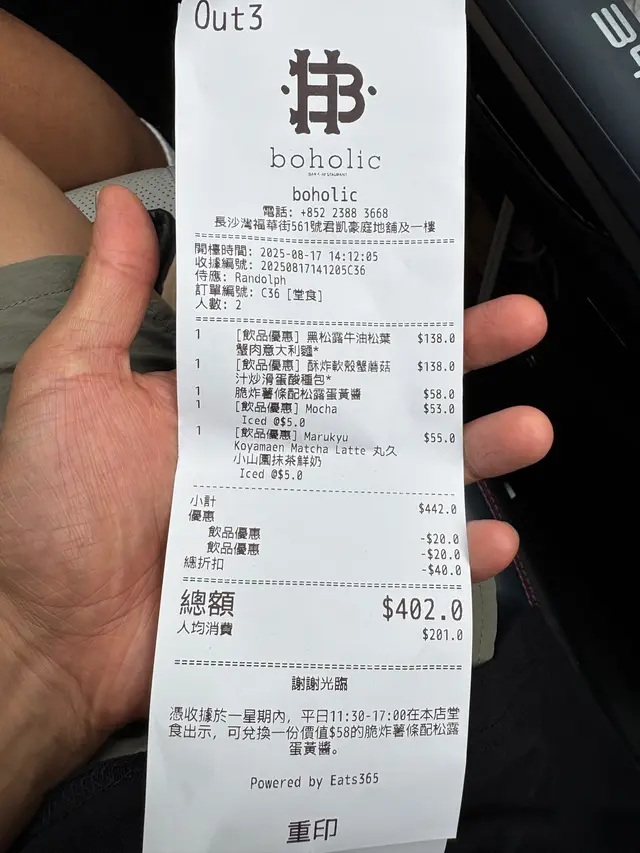 Out3
HB
boholic
BAR & RESTAURANT
boholic
電話: +852 2388 3668
長沙灣福華街561號君凱豪庭地舖及一樓
開檯時間: 2025-08-17 14:12:05
收據編號: 20250817141205C36
侍應: Randolph
訂單編號: C36 [堂食]
人數: 2
1 [飲品優惠] 黑松露牛油松葉 $138.0
蟹肉意大利麵*
1 [飲品優惠] 酥炸軟殼蟹蘑菇 $138.0
汁炒滑蛋酸種包*
1 脆炸薯條配松露蛋黃醬 $58.0
1 [飲品優惠] Mocha $53.0
Iced @$5.0
1 [飲品優惠] Marukyu $55.0
Koyamaen Matcha Latte 丸久
小山園抹茶鮮奶
Iced @$5.0
小計 $442.0
優惠
飲品優惠 -$20.0
飲品優惠 -$20.0
總折扣 -$40.0
總額 $402.0
人均消費 $201.0
謝謝光臨
憑收據於一星期內, 平日11:30-17:00在本店堂
食出示, 可兌換一份價值$58的脆炸薯條配松露
蛋黃醬。
Powered by Eats365
重印